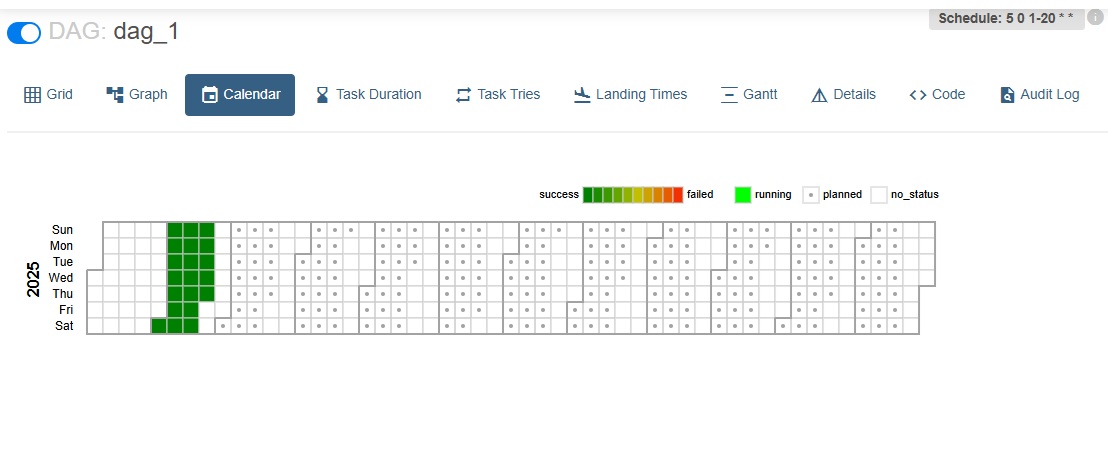 DAG: dag_1
Schedule: 5 0 1-20 * *
i
Grid
Graph
Calendar
Task Duration
Task Tries
Landing Times
Gantt
Details
Code
Audit Log
success
failed
running
planned
no_status
2025
Sun
Mon
Tue
Wed
Thu
Fri
Sat